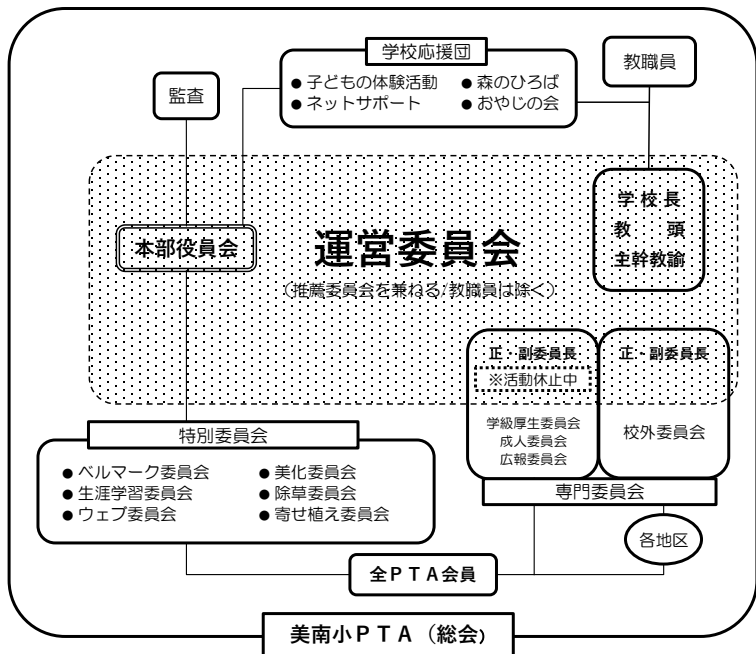 学校応援団
● 子どもの体験活動
● 森のひろば
● ネットサポート
● おやじの会
教職員
監査
学 校 長
教　　頭
主幹教諭
本部役員会
運営委員会
（推薦委員会を兼ねる/教職員は除く）
正・副委員長
※活動休止中
正・副委員長
学級厚生委員会
成人委員会
広報委員会
校外委員会
専門委員会
特別委員会
● ベルマーク委員会
● 美化委員会
● 生涯学習委員会
● 除草委員会
● ウェブ委員会
● 寄せ植え委員会
各地区
全ＰＴＡ会員
美南小ＰＴＡ（総会)